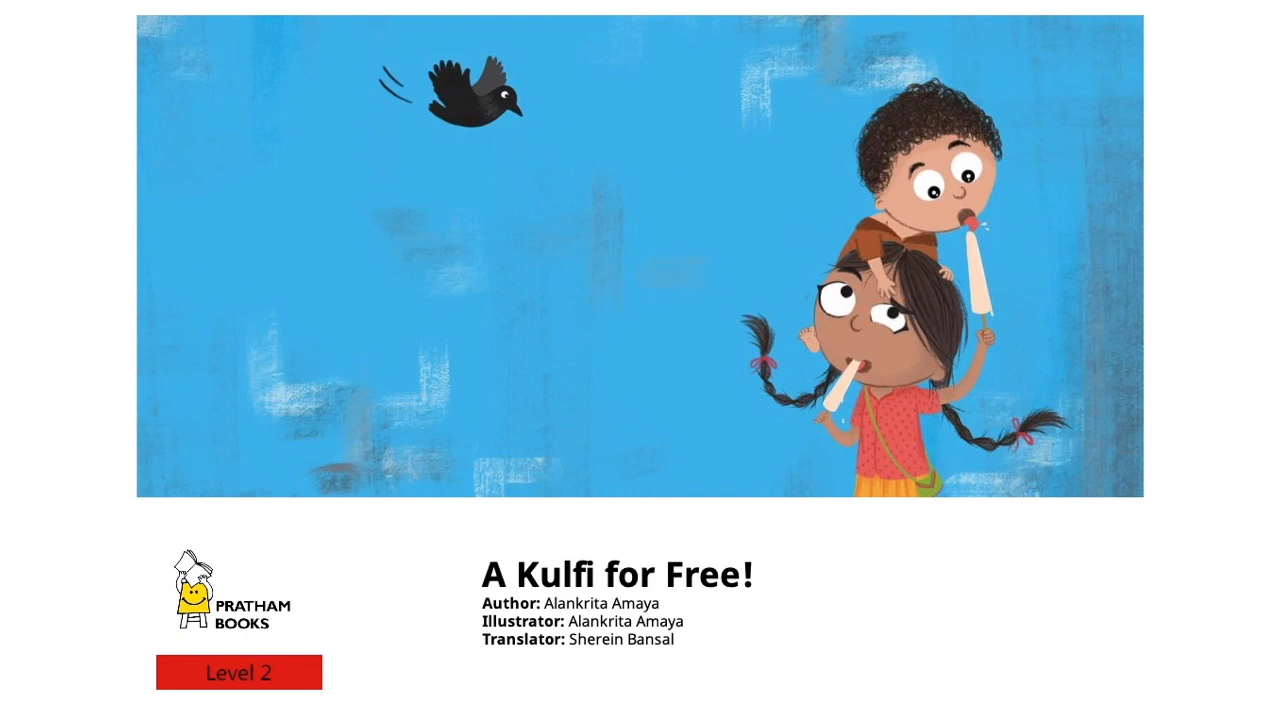 A Kulfi for Free!
Author: Alankrita Amaya
Illustrator: Alankrita Amaya
Translator: Sherein Bansal
PRATHAM
BOOKS
Level 2